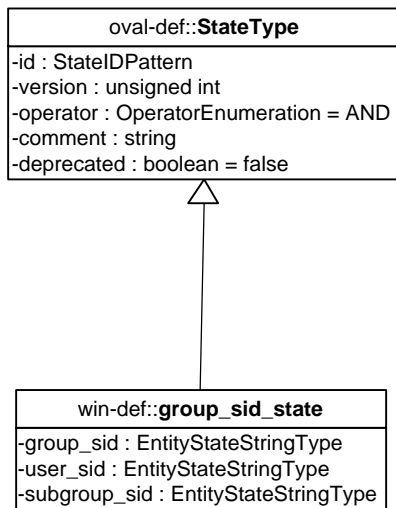 oval-def::StateType
-id : StateIDPattern
-version : unsigned int
-operator : OperatorEnumeration = AND
-comment : string
-deprecated : boolean = false
win-def::group_sid_state
-group_sid : EntityStateStringType
-user_sid : EntityStateStringType
-subgroup_sid : EntityStateStringType